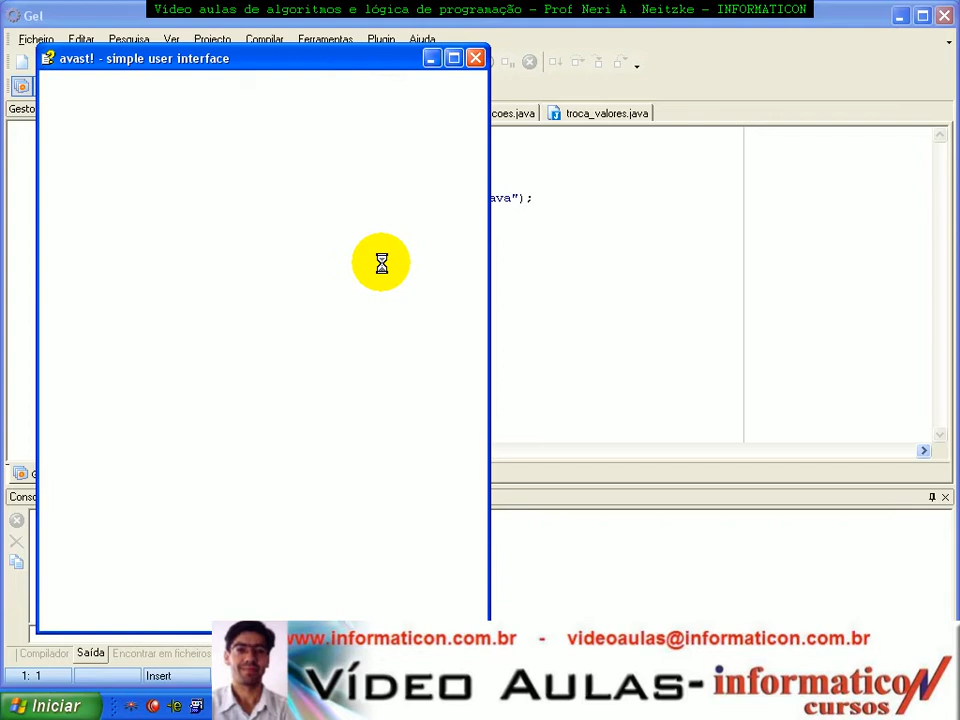 Vídeo aulas de algoritmos e lógica de programação – Prof Neri A. Neitzke – INFORMATICON
Gel
Ficheiro Editar Pesquisa Ver Projecto Compilar Ferramentas Plugin Ajuda
avast! - simple user interface
Gesto
coes.java
troca_valores.java
ava");
G
Conso
Compilador Saída Encontrar em ficheiros
1: 1 Insert
www.informaticon.com.br - videoaulas@informaticon.com.br
Vídeo Aulas-informaticon
cursos
Iniciar